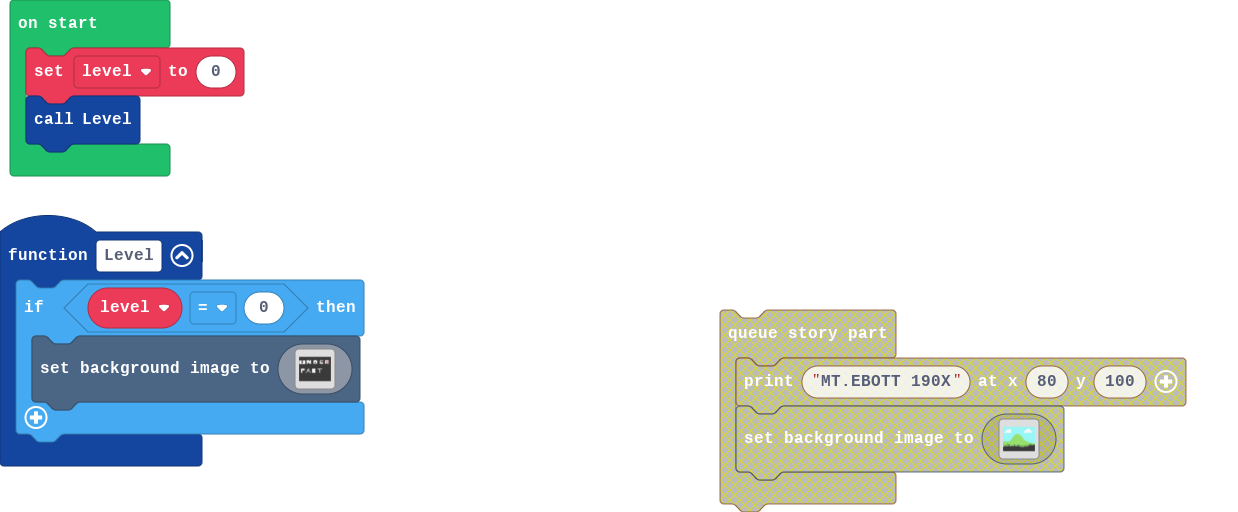 on start
set level to 0
call Level
function Level
if level = 0 then
set background image to
queue story part
print "MT.EBOTT 190X" at x 80 y 100
set background image to